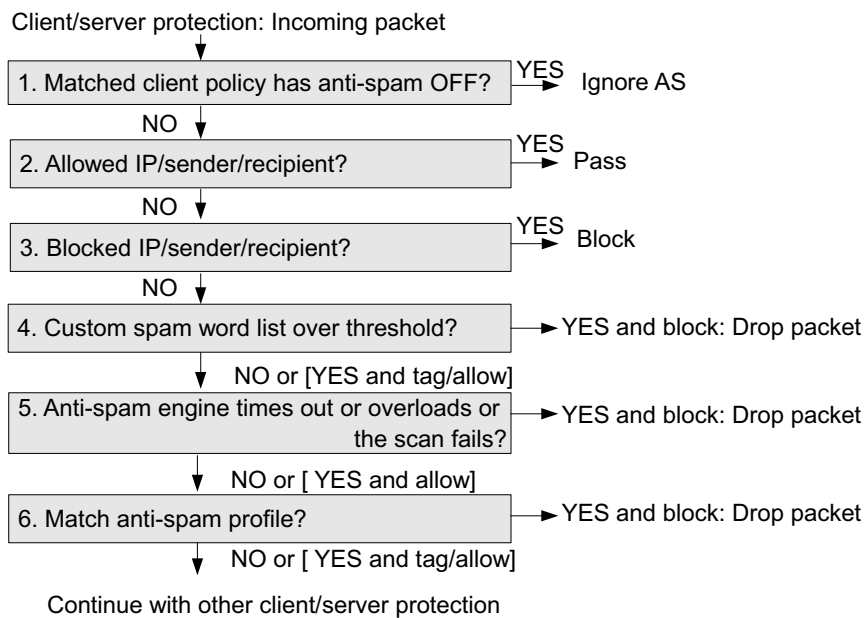 Client/server protection: Incoming packet
1. Matched client policy has anti-spam OFF?
YES
Ignore AS
NO
2. Allowed IP/sender/recipient?
YES
Pass
NO
3. Blocked IP/sender/recipient?
YES
Block
NO
4. Custom spam word list over threshold?
YES and block: Drop packet
NO or [YES and tag/allow]
5. Anti-spam engine times out or overloads or
the scan fails?
YES and block: Drop packet
NO or [ YES and allow]
6. Match anti-spam profile?
YES and block: Drop packet
NO or [ YES and tag/allow]
Continue with other client/server protection